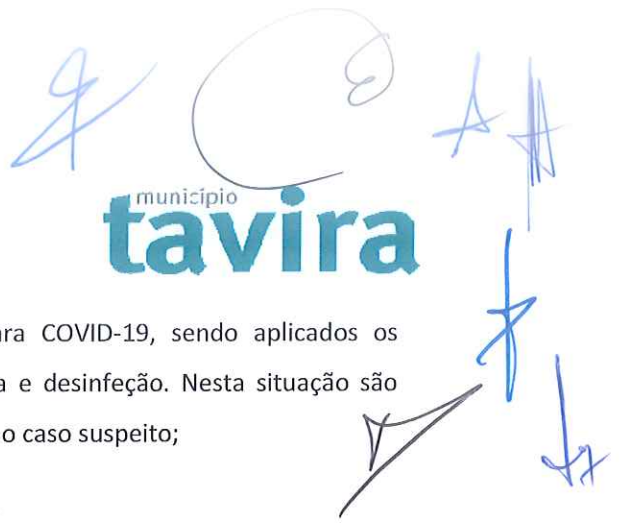 município
tavira
ra COVID-19, sendo aplicados os
a e desinfeção. Nesta situação são
o caso suspeito;